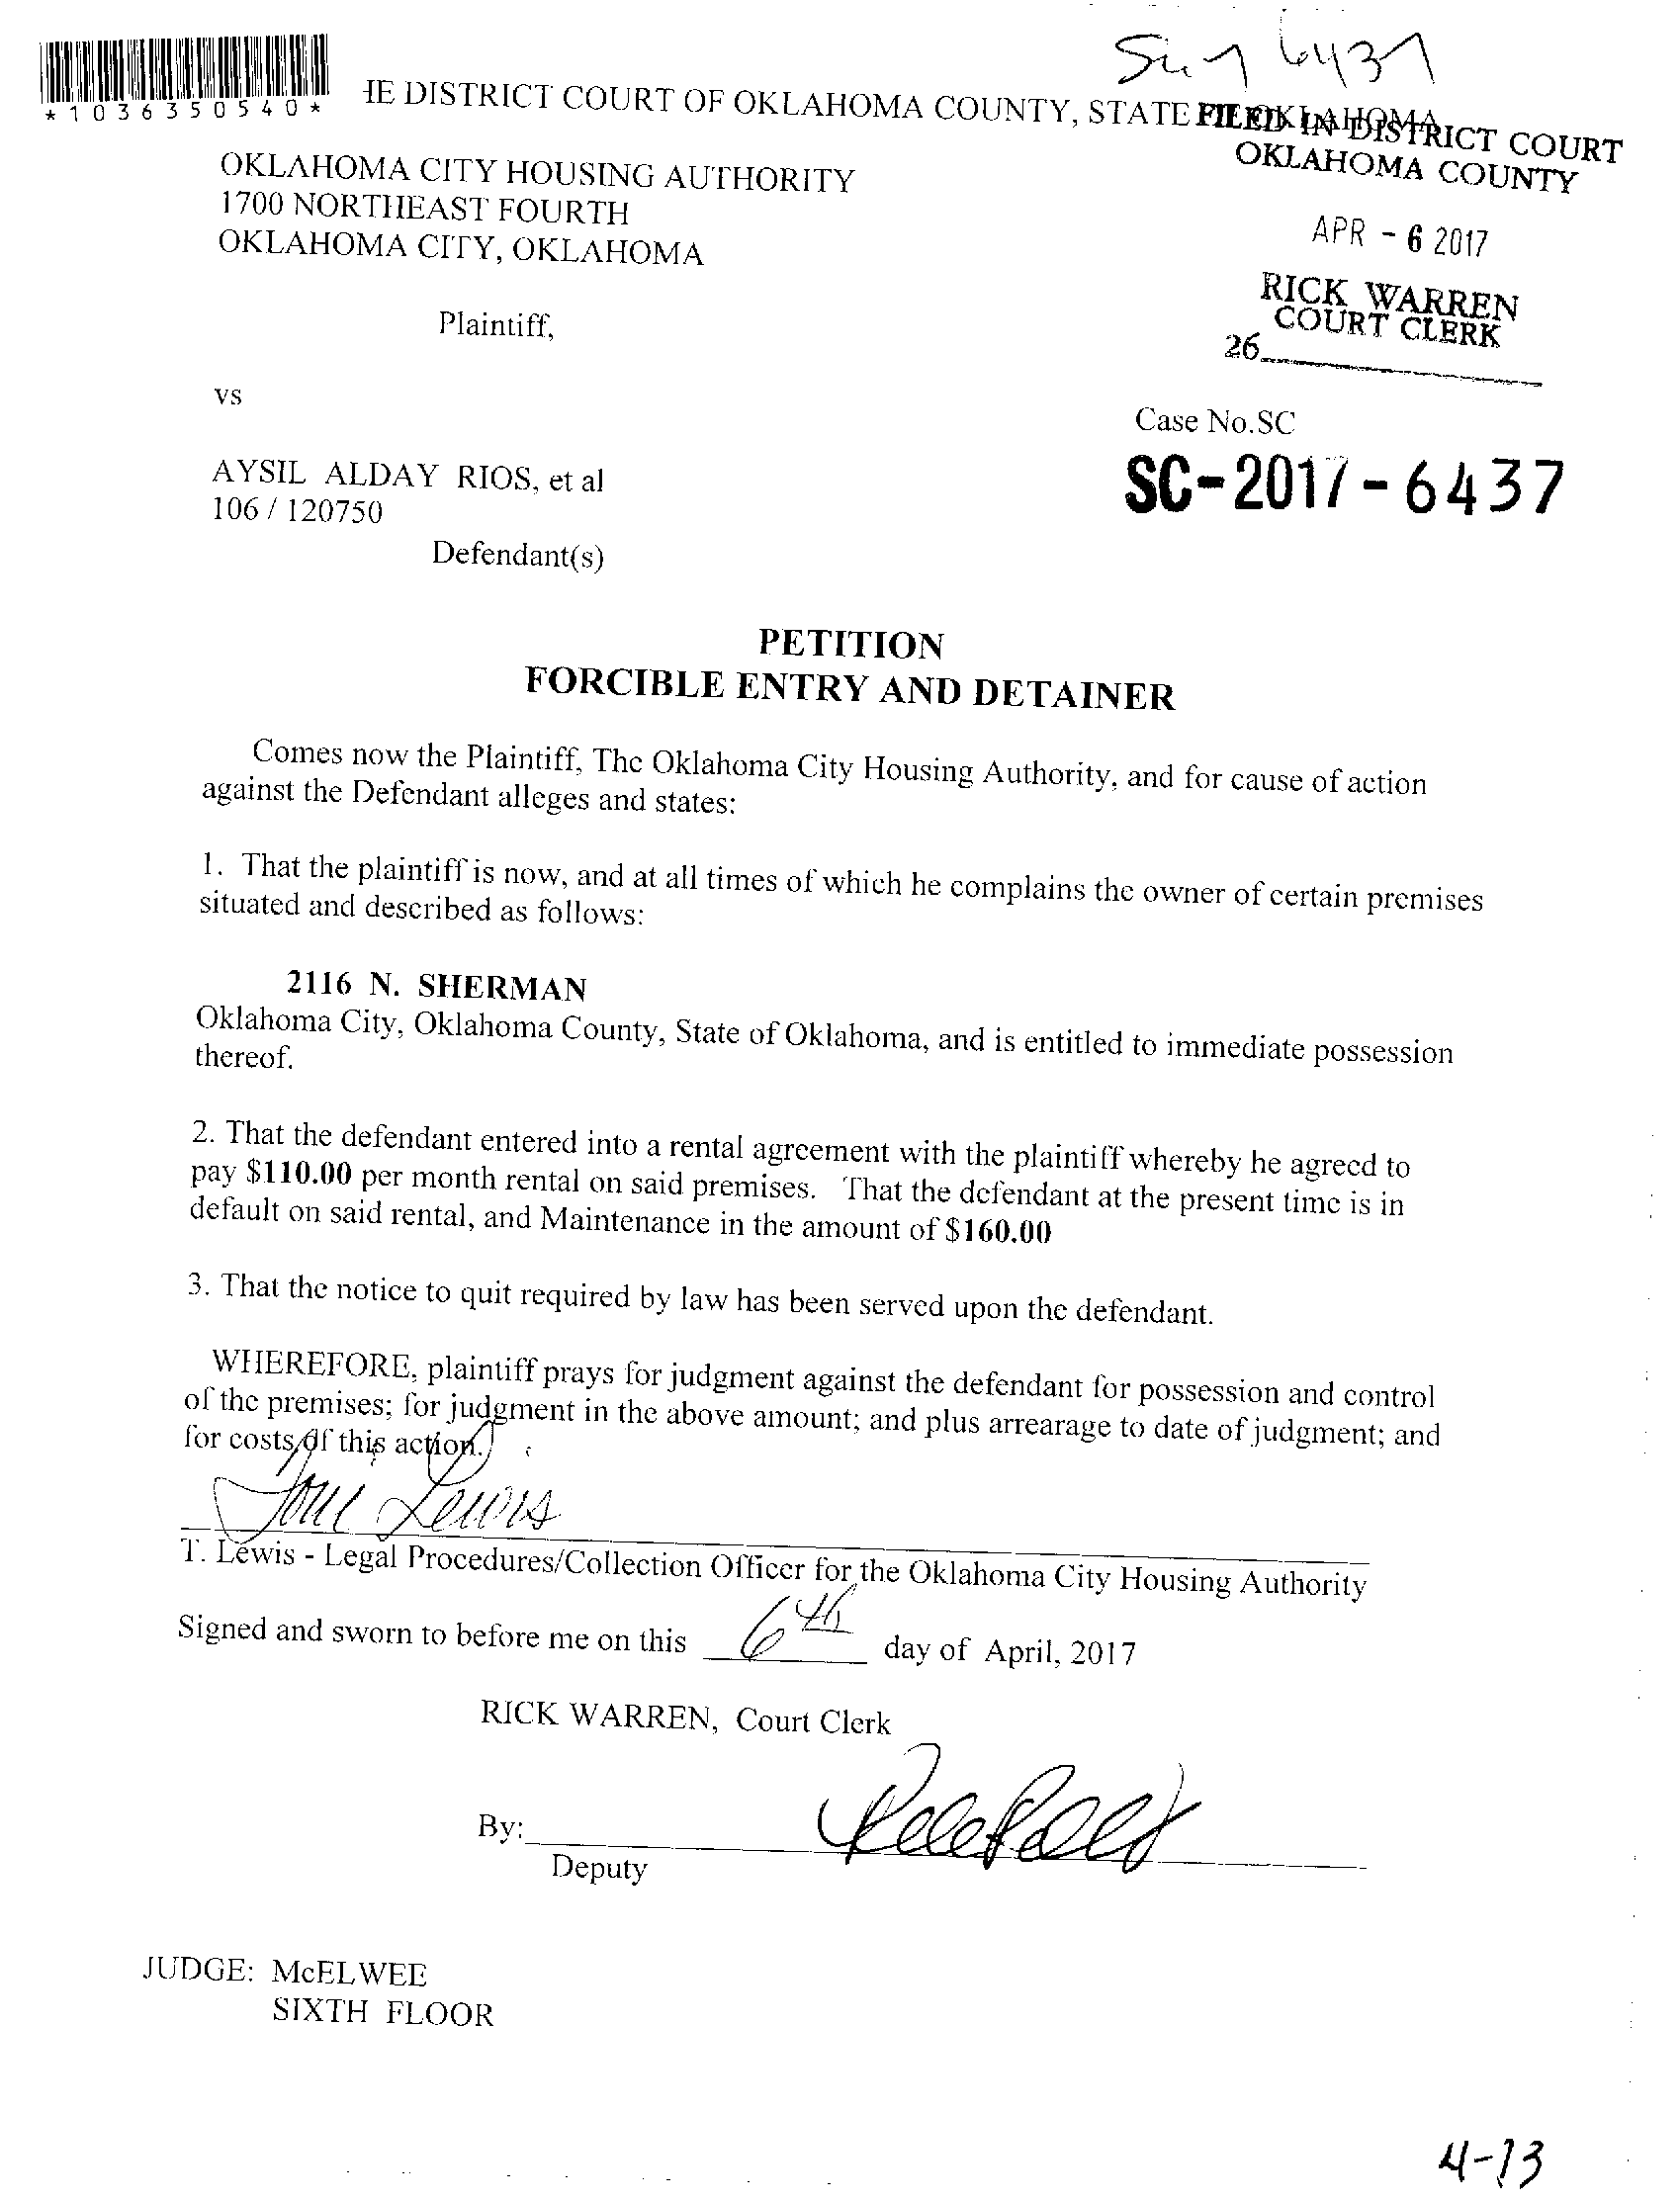 *1036350540*
HE DISTRICT COURT OF OKLAHOMA COUNTY, STATE OF OKLAHOMA
FILED IN DISTRICT COURT
OKLAHOMA COUNTY
OKLAHOMA CITY HOUSING AUTHORITY
1700 NORTHEAST FOURTH
OKLAHOMA CITY, OKLAHOMA
APR - 6 2017
RICK WARREN
COURT CLERK
26
Plaintiff,
vs
Case No.SC
SC-2017-6437
AYSIL ALDAY RIOS, et al
106 / 120750
Defendant(s)
PETITION
FORCIBLE ENTRY AND DETAINER
Comes now the Plaintiff, The Oklahoma City Housing Authority, and for cause of action
against the Defendant alleges and states:
1. That the plaintiff is now, and at all times of which he complains the owner of certain premises
situated and described as follows:
2116 N. SHERMAN
Oklahoma City, Oklahoma County, State of Oklahoma, and is entitled to immediate possession
thereof.
2. That the defendant entered into a rental agreement with the plaintiff whereby he agreed to
pay $110.00 per month rental on said premises. That the defendant at the present time is in
default on said rental, and Maintenance in the amount of $160.00
3. That the notice to quit required by law has been served upon the defendant.
WHEREFORE, plaintiff prays for judgment against the defendant for possession and control
of the premises; for judgment in the above amount; and plus arrearage to date of judgment; and
for costs of this action.
Lewis
T. Lewis - Legal Procedures/Collection Officer for the Oklahoma City Housing Authority
Signed and sworn to before me on this 6th day of April, 2017
RICK WARREN, Court Clerk
By:
Deputy
JUDGE: McELWEE
SIXTH FLOOR
4-13